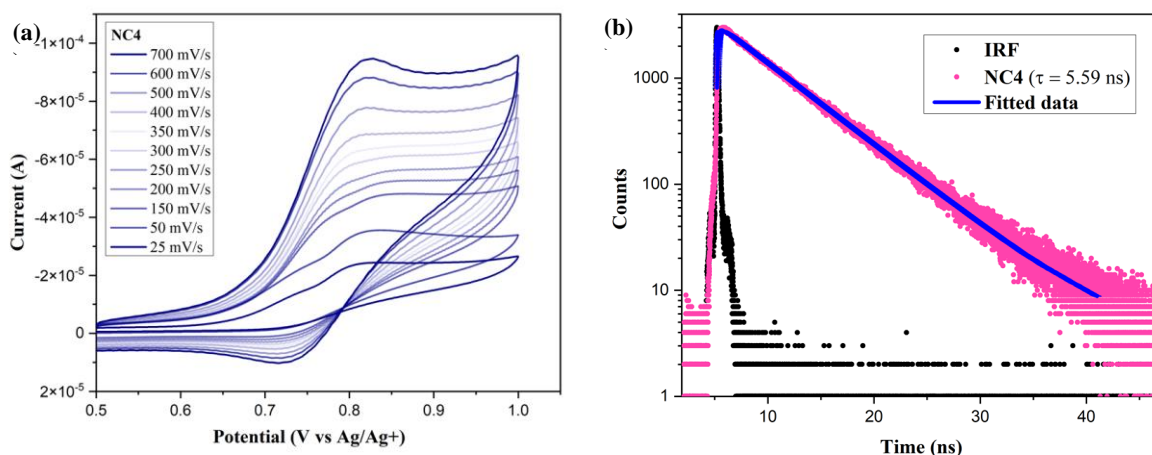 (a)
NC4
700 mV/s
600 mV/s
500 mV/s
400 mV/s
350 mV/s
300 mV/s
250 mV/s
200 mV/s
150 mV/s
50 mV/s
25 mV/s
-1×10⁻⁴
-8×10⁻⁵
-6×10⁻⁵
-4×10⁻⁵
-2×10⁻⁵
0
2×10⁻⁵
Current (A)
0.5 0.6 0.7 0.8 0.9 1.0
Potential (V vs Ag/Ag+)
(b)
IRF
NC4 (τ = 5.59 ns)
Fitted data
1000
100
10
1
Counts
10 20 30 40
Time (ns)